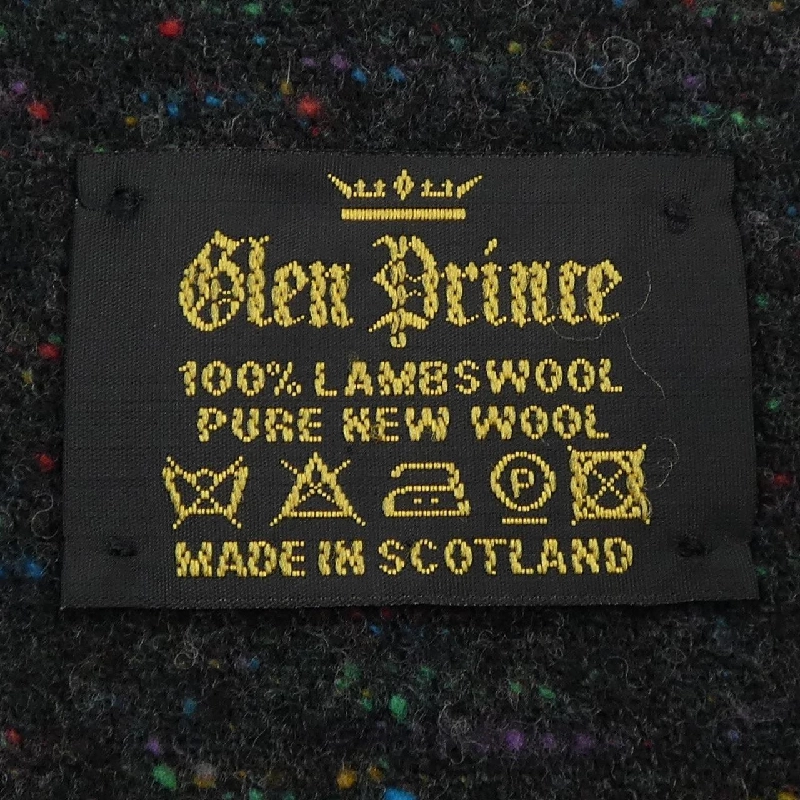 Glen Prince
100% LAMBSWOOL
PURE NEW WOOL
P
MADE IN SCOTLAND